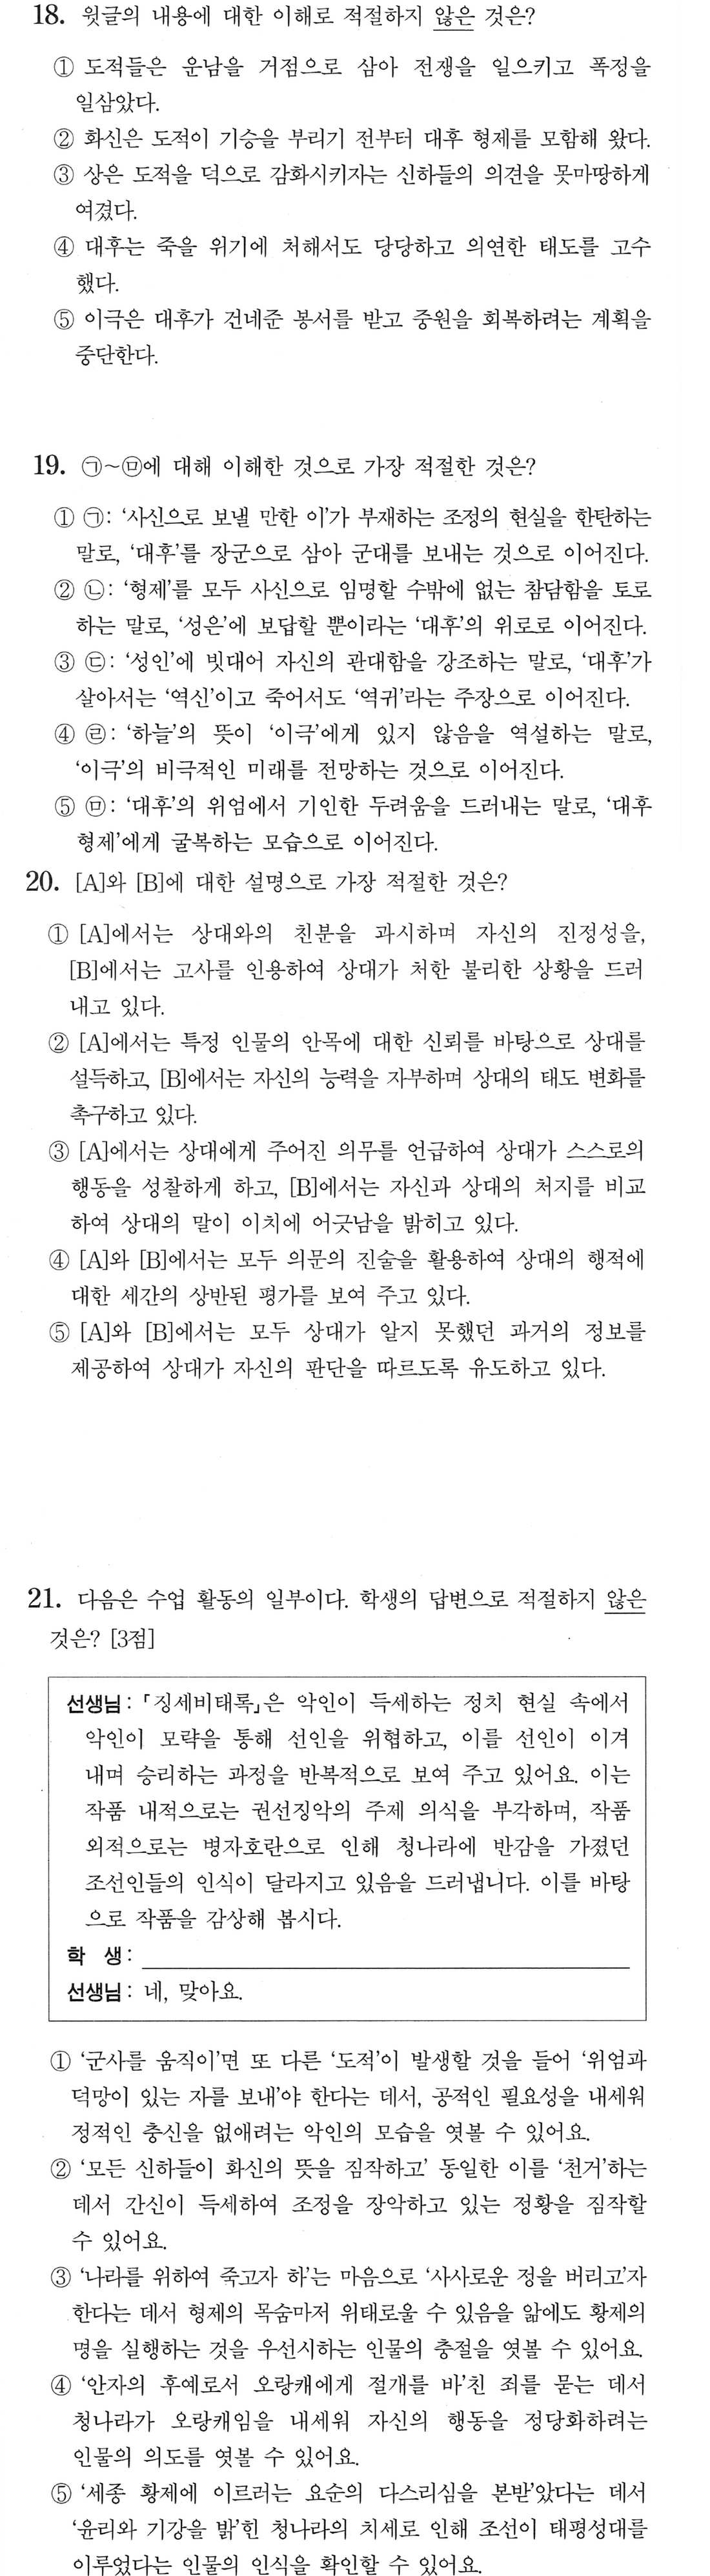 18. 윗글의 내용에 대한 이해로 적절하지 않은 것은?
① 도적들은 운남을 거점으로 삼아 전쟁을 일으키고 폭정을
일삼았다.
② 화신은 도적이 기승을 부리기 전부터 대후 형제를 모함해 왔다.
③ 상은 도적을 덕으로 감화시키자는 신하들의 의견을 못마땅하게
여겼다.
④ 대후는 죽을 위기에 처해서도 당당하고 의연한 태도를 고수
했다.
⑤ 이극은 대후가 건네준 봉서를 받고 중원을 회복하려는 계획을
중단한다.
19. ㉠~㉤에 대해 이해한 것으로 가장 적절한 것은?
① ㉠: ‘사신으로 보낼 만한 이’가 부재하는 조정의 현실을 한탄하는
말로, ‘대후’를 장군으로 삼아 군대를 보내는 것으로 이어진다.
② ㉡: ‘형제’를 모두 사신으로 임명할 수밖에 없는 참담함을 토로
하는 말로, ‘성은’에 보답할 뿐이라는 ‘대후’의 위로로 이어진다.
③ ㉢: ‘성인’에 빗대어 자신의 관대함을 강조하는 말로, ‘대후’가
살아서는 ‘역신’이고 죽어서도 ‘역귀’라는 주장으로 이어진다.
④ ㉣: ‘하늘’의 뜻이 ‘이극’에게 있지 않음을 역설하는 말로,
‘이극’의 비극적인 미래를 전망하는 것으로 이어진다.
⑤ ㉤: ‘대후’의 위엄에서 기인한 두려움을 드러내는 말로, ‘대후
형제’에게 굴복하는 모습으로 이어진다.
20. [A]와 [B]에 대한 설명으로 가장 적절한 것은?
① [A]에서는 상대와의 친분을 과시하며 자신의 진정성을,
[B]에서는 고사를 인용하여 상대가 처한 불리한 상황을 드러
내고 있다.
② [A]에서는 특정 인물의 안목에 대한 신뢰를 바탕으로 상대를
설득하고, [B]에서는 자신의 능력을 자부하며 상대의 태도 변화를
촉구하고 있다.
③ [A]에서는 상대에게 주어진 의무를 언급하여 상대가 스스로의
행동을 성찰하게 하고, [B]에서는 자신과 상대의 처지를 비교
하여 상대의 말이 이치에 어긋남을 밝히고 있다.
④ [A]와 [B]에서는 모두 의문의 진술을 활용하여 상대의 행적에
대한 세간의 상반된 평가를 보여 주고 있다.
⑤ [A]와 [B]에서는 모두 상대가 알지 못했던 과거의 정보를
제공하여 상대가 자신의 판단을 따르도록 유도하고 있다.
21. 다음은 수업 활동의 일부이다. 학생의 답변으로 적절하지 않은
것은? [3점]
선생님 : 「징세비태록」은 악인이 득세하는 정치 현실 속에서
악인이 모략을 통해 선인을 위협하고, 이를 선인이 이겨
내며 승리하는 과정을 반복적으로 보여 주고 있어요. 이는
작품 내적으로는 권선징악의 주제 의식을 부각하며, 작품
외적으로는 병자호란으로 인해 청나라에 반감을 가졌던
조선인들의 인식이 달라지고 있음을 드러냅니다. 이를 바탕
으로 작품을 감상해 봅시다.
학 생 :
선생님 : 네, 맞아요.
① ‘군사를 움직이’면 또 다른 ‘도적’이 발생할 것을 들어 ‘위엄과
덕망이 있는 자를 보내’야 한다는 데서, 공적인 필요성을 내세워
정적인 충신을 없애려는 악인의 모습을 엿볼 수 있어요.
② ‘모든 신하들이 화신의 뜻을 짐작하고’ 동일한 이를 ‘천거’하는
데서 간신이 득세하여 조정을 장악하고 있는 정황을 짐작할
수 있어요.
③ ‘나라를 위하여 죽고자 하’는 마음으로 ‘사사로운 정을 버리고’자
한다는 데서 형제의 목숨마저 위태로울 수 있음을 앎에도 황제의
명을 실행하는 것을 우선시하는 인물의 충절을 엿볼 수 있어요.
④ ‘안자의 후예로서 오랑캐에게 절개를 바’친 죄를 묻는 데서
청나라가 오랑캐임을 내세워 자신의 행동을 정당화하려는
인물의 의도를 엿볼 수 있어요.
⑤ ‘세종 황제에 이르러는 요순의 다스리심을 본받’았다는 데서
‘윤리와 기강을 밝’힌 청나라의 치세로 인해 조선이 태평성대를
이루었다는 인물의 인식을 확인할 수 있어요.